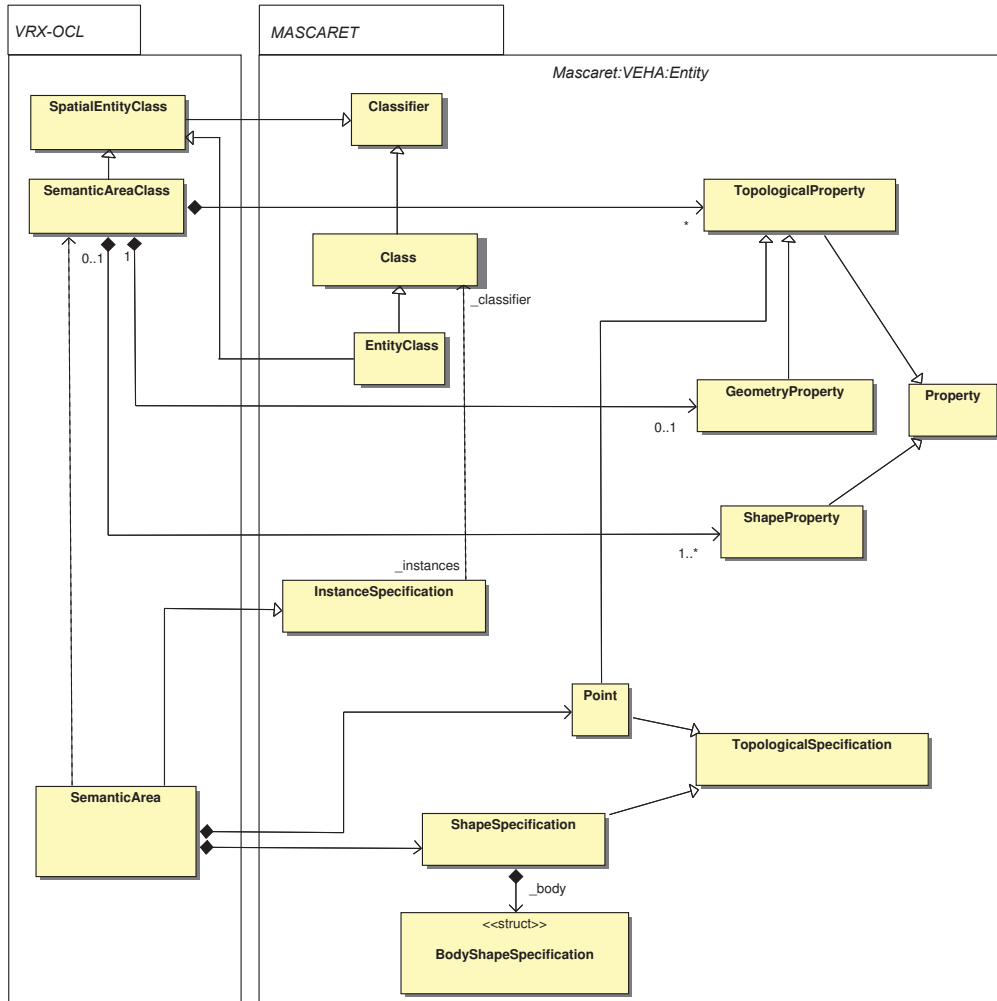 VRX-OCL
MASCARET
Mascaret:VEHA:Entity
SpatialEntityClass
Classifier
SemanticAreaClass
TopologicalProperty
*
0..1
1
Class
_classifier
EntityClass
GeometryProperty
Property
0..1
ShapeProperty
1..*
_instances
InstanceSpecification
Point
TopologicalSpecification
SemanticArea
ShapeSpecification
_body
<<struct>>
BodyShapeSpecification